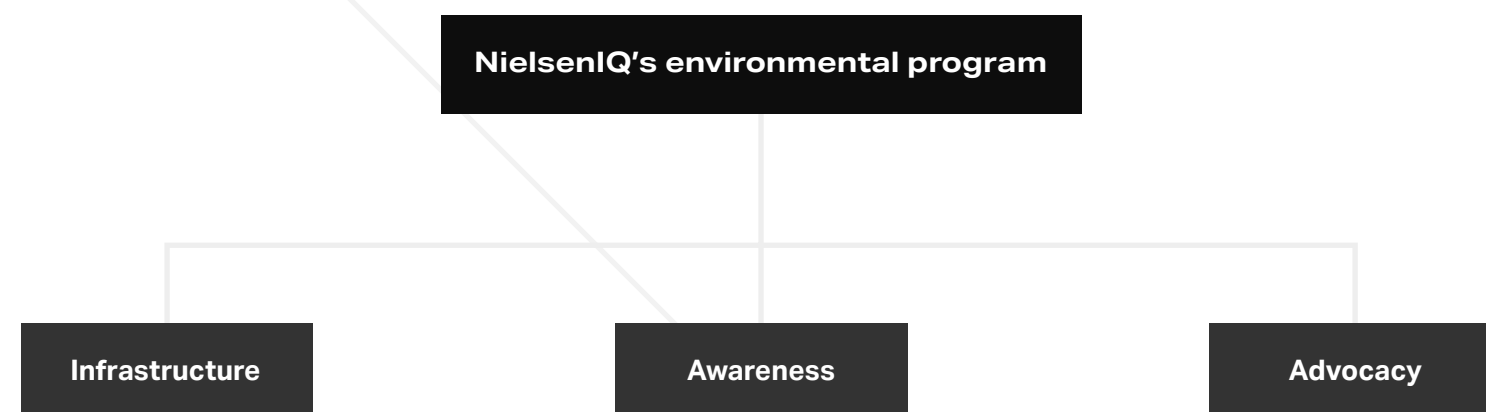 NielsenIQ’s environmental program
Infrastructure
Awareness
Advocacy